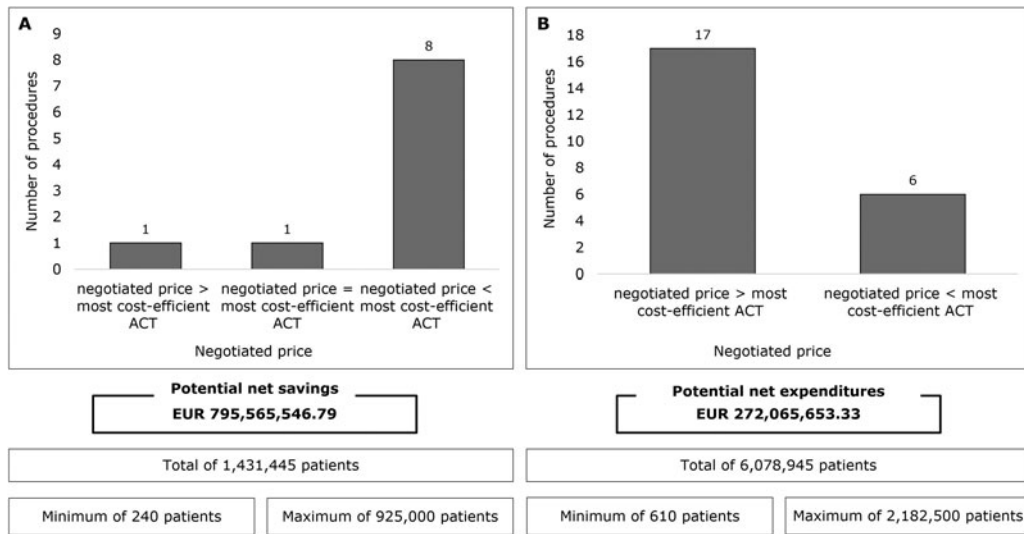 A
Number of procedures
9
8
7
6
5
4
3
2
1
0
1
1
8
negotiated price >
most cost-efficient
ACT
negotiated price =
most cost-efficient
ACT
negotiated price <
most cost-efficient
ACT
Negotiated price
Potential net savings
EUR 795,565,546.79
Total of 1,431,445 patients
Minimum of 240 patients
Maximum of 925,000 patients
B
Number of procedures
18
16
14
12
10
8
6
4
2
0
17
6
negotiated price > most
cost-efficient ACT
negotiated price < most
cost-efficient ACT
Negotiated price
Potential net expenditures
EUR 272,065,653.33
Total of 6,078,945 patients
Minimum of 610 patients
Maximum of 2,182,500 patients